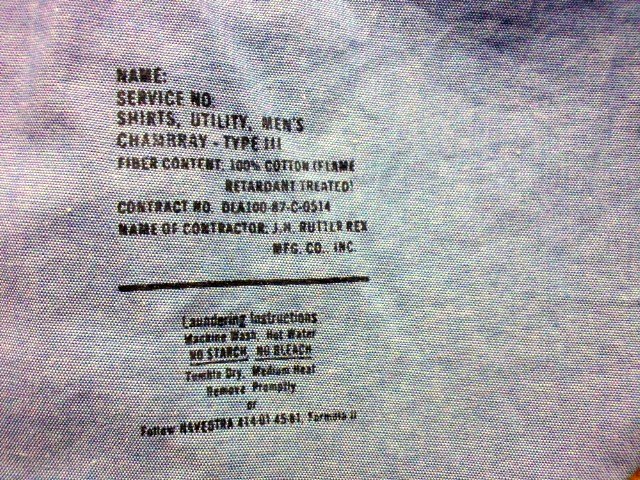 NAME:
SERVICE NO:
SHIRTS, UTILITY, MEN'S
CHAMBRAY - TYPE III
FIBER CONTENT: 100% COTTON (FLAME
RETARDANT TREATED)
CONTRACT NO. DLA100-87-C-0514
NAME OF CONTRACTOR: J.H. RUTTER REX
MFG. CO., INC.
Laundering Instructions
Machine Wash, Hot Water
NO STARCH, NO BLEACH
Tumble Dry, Medium Heat
Remove Promptly
or
Follow NAVESTRA 414-01-45-81, Formula II